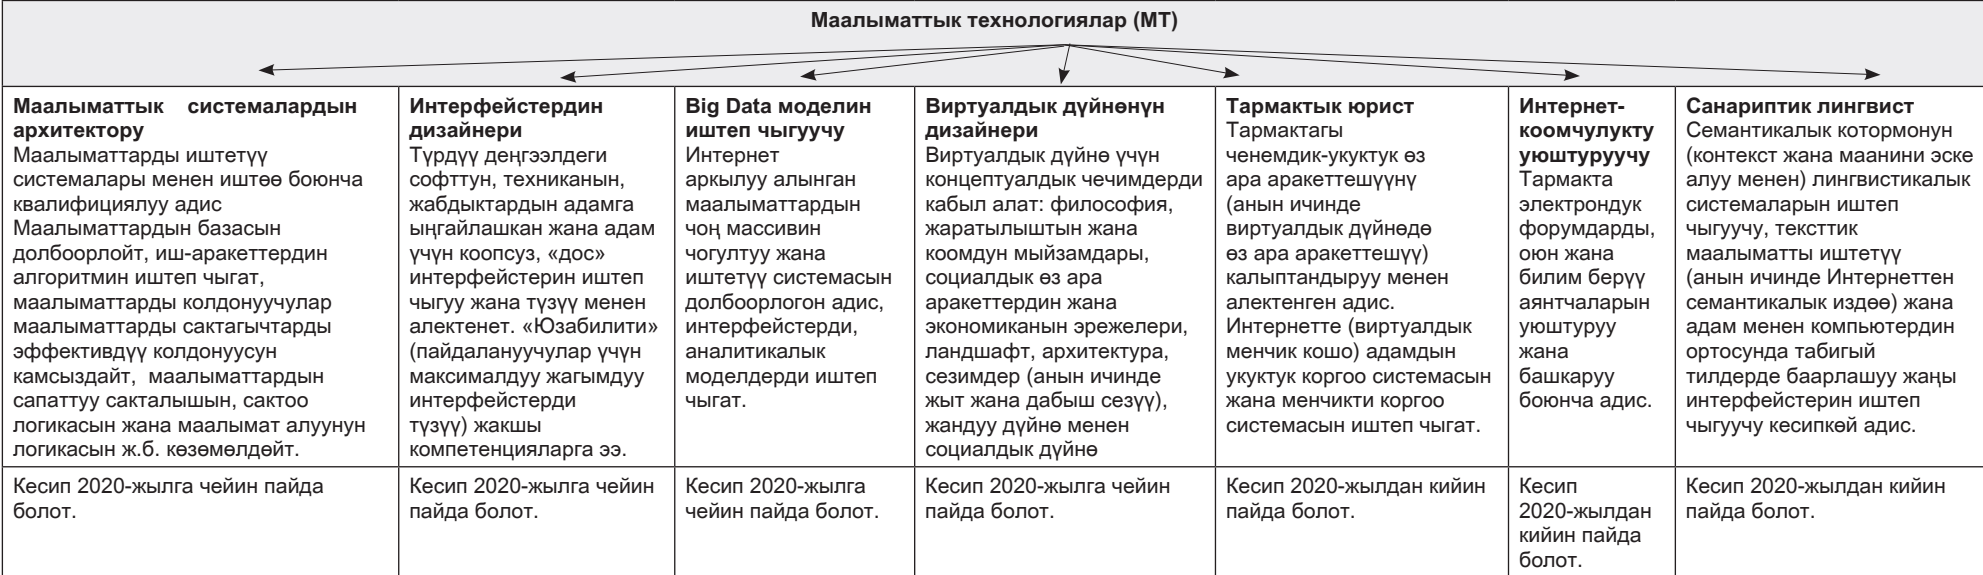 Маалыматтык технологиялар (МТ)
Маалыматтык системалардын
архитектору
Маалыматтарды иштетүү
системалары менен иштөө боюнча
квалифициялуу адис
Маалыматтардын базасын
долбоорлойт, иш-аракеттердин
алгоритмин иштеп чыгат,
маалыматтарды колдонуучулар
маалыматтарды сактагычтарды
эффективдүү колдонуусун
камсыздайт, маалыматтардын
сапаттуу сакталышын, сактоо
логикасын жана маалымат алуунун
логикасын ж.б. көзөмөлдөйт.
Интерфейстердин
дизайнери
Түрдүү деңгээлдеги
софттун, техниканын,
жабдыктардын адамга
ыңгайлашкан жана адам
үчүн коопсуз, «дос»
интерфейстерин иштеп
чыгуу жана түзүү менен
алектенет. «Юзабилити»
(пайдалануучулар үчүн
максималдуу жагымдуу
интерфейстерди
түзүү) жакшы
компетенцияларга ээ.
Big Data моделин
иштеп чыгуучу
Интернет
аркылуу алынган
маалыматтардын
чоң массивин
чогултуу жана
иштетүү системасын
долбоорлогон адис,
интерфейстерди,
аналитикалык
моделдерди иштеп
чыгат.
Виртуалдык дүйнөнүн
дизайнери
Виртуалдык дүйнө үчүн
концептуалдык чечимдерди
кабыл алат: философия,
жаратылыштын жана
коомдун мыйзамдары,
социалдык өз ара
аракеттердин жана
экономиканын эрежелери,
ландшафт, архитектура,
сезимдер (анын ичинде
жыт жана дабыш сезүү),
жандуу дүйнө менен
социалдык дүйнө
Тармактык юрист
Тармактагы
ченемдик-укуктук өз
ара аракеттешүүнү
(анын ичинде
виртуалдык дүйнөдө
өз ара аракеттешүү)
калыптандыруу менен
алектенген адис.
Интернетте (виртуалдык
менчик кошо) адамдын
укуктук коргоо системасын
жана менчикти коргоо
системасын иштеп чыгат.
Интернет-
коомчулукту
уюштуруучу
Тармакта
электрондук
форумдарды,
оюн жана
билим берүү
аянтчаларын
уюштуруу
жана
башкаруу
боюнча адис.
Санариптик лингвист
Семантикалык котормонун
(контекст жана маанини эске
алуу менен) лингвистикалык
системаларын иштеп
чыгуучу, тексттик
маалыматты иштетүү
(анын ичинде Интернеттен
семантикалык издөө) жана
адам менен компьютердин
ортосунда табигый
тилдерде баарлашуу жаңы
интерфейстерин иштеп
чыгуучу кесипкөй адис.
Кесип 2020-жылга чейин пайда
болот.
Кесип 2020-жылга чейин
пайда болот.
Кесип 2020-жылга
чейин пайда болот.
Кесип 2020-жылга чейин
пайда болот.
Кесип 2020-жылдан кийин
пайда болот.
Кесип
2020-жылдан
кийин пайда
болот.
Кесип 2020-жылдан кийин
пайда болот.